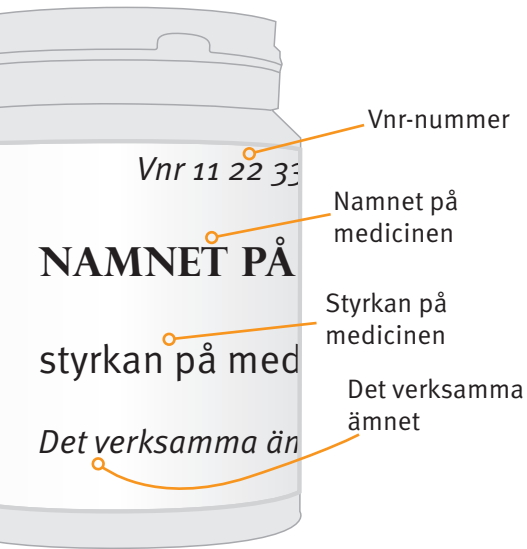 Vnr-nummer
Vnr 11 22 33
Namnet på
medicinen
NAMNET PÅ
Styrkan på
medicinen
styrkan på med
Det verksamma
ämnet
Det verksamma än